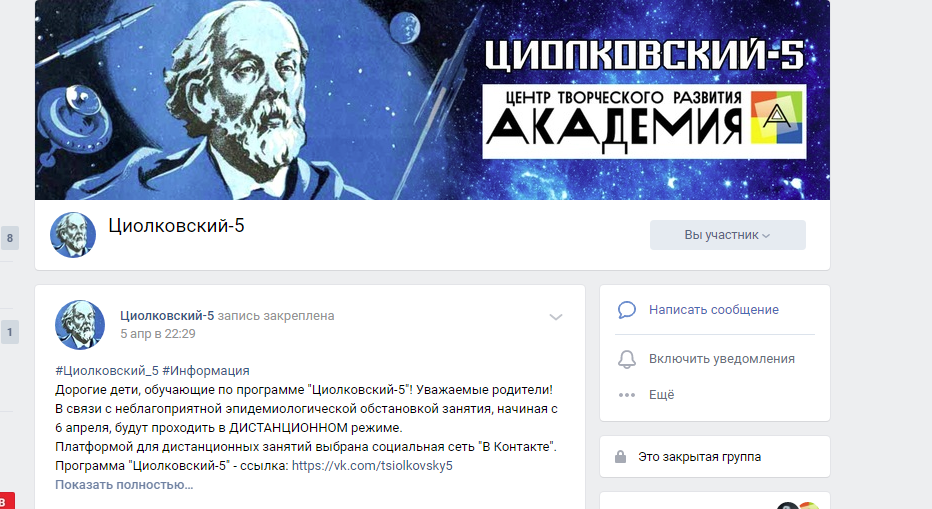 ЦИОЛКОВСКИЙ-5
ЦЕНТР ТВОРЧЕСКОГО РАЗВИТИЯ
АКАДЕМИЯ
А
Циолковский-5
Вы участник
8
1
В
Циолковский-5 запись закреплена
5 апр в 22:29
#Циолковский_5 #Информация
Дорогие дети, обучающие по программе "Циолковский-5"! Уважаемые родители!
В связи с неблагоприятной эпидемиологической обстановкой занятия, начиная с
6 апреля, будут проходить в ДИСТАНЦИОННОМ режиме.
Платформой для дистанционных занятий выбрана социальная сеть "В Контакте".
Программа "Циолковский-5" - ссылка: https://vk.com/tsiolkovsky5
Показать полностью...
Написать сообщение
Включить уведомления
Ещё
Это закрытая группа